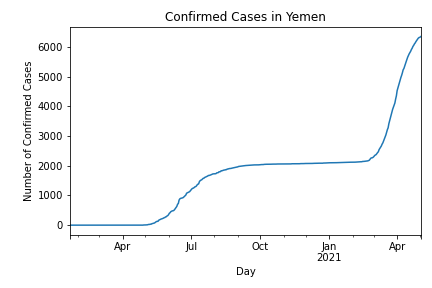 Confirmed Cases in Yemen
Number of Confirmed Cases
6000
5000
4000
3000
2000
1000
0
Apr Jul Oct Jan Apr
2021
Day